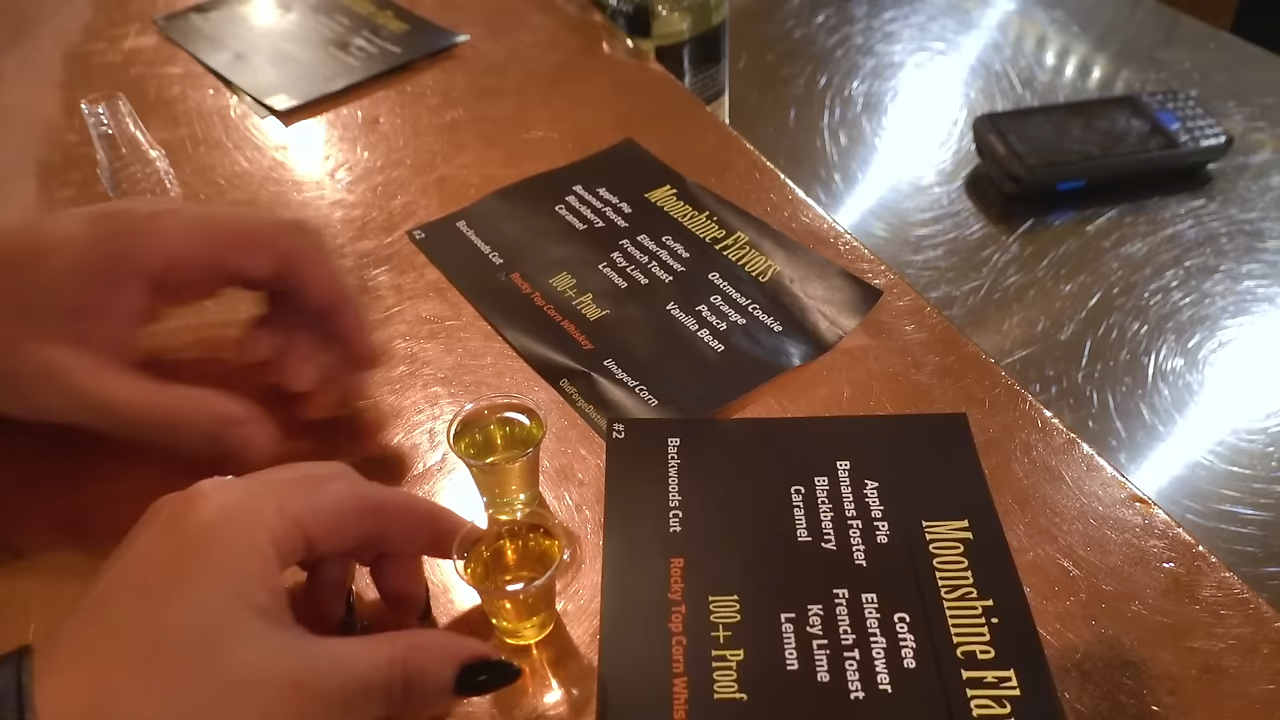 Moonshine Flavors
Apple Pie
Bananas Foster
Blackberry
Caramel
Coffee
Elderflower
French Toast
Key Lime
Lemon
Oatmeal Cookie
Orange
Peach
Vanilla Bean
100+ Proof
Backwoods Cut
Rocky Top Corn Whiskey
Unaged Corn
OldForgeDistille
#2
Moonshine Fla
Apple Pie
Bananas Foster
Blackberry
Caramel
Coffee
Elderflower
French Toast
Key Lime
Lemon
100+ Proof
Backwoods Cut
Rocky Top Corn Whis
#2